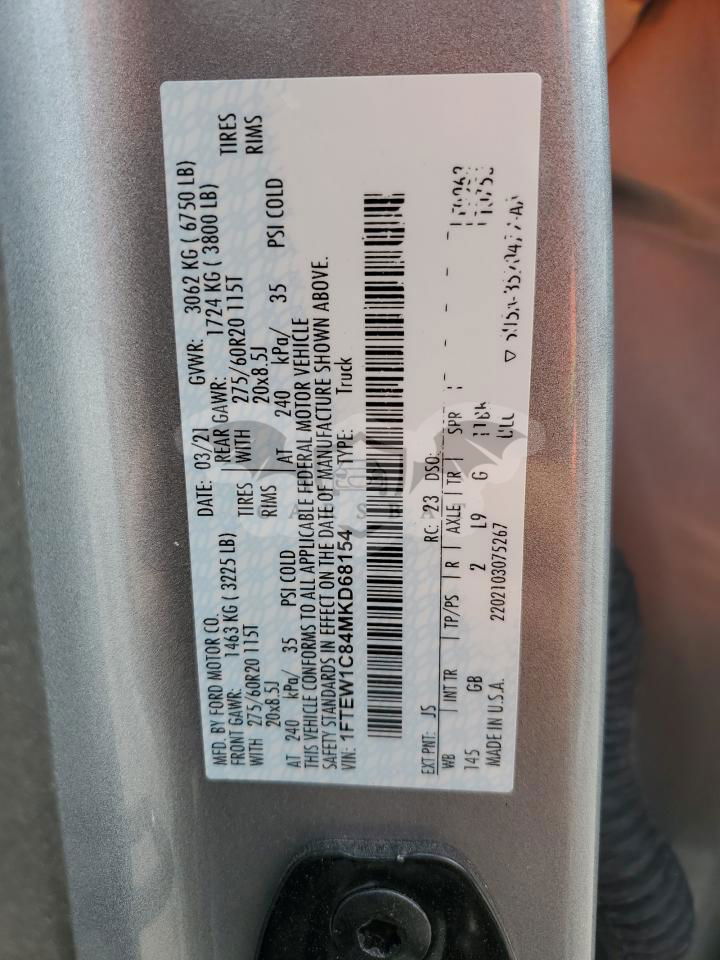 MFD. BY FORD MOTOR CO.
DATE: 03/21 GVWR: 3062 KG ( 6750 LB)
FRONT GAWR: 1463 KG ( 3225 LB) REAR GAWR: 1724 KG ( 3800 LB)
WITH 275/60R20 115T TIRES WITH 275/60R20 115T TIRES
20x8.5J RIMS 20x8.5J RIMS
AT 240 kPa/ 35 PSI COLD AT 240 kPa/ 35 PSI COLD
THIS VEHICLE CONFORMS TO ALL APPLICABLE FEDERAL MOTOR VEHICLE
SAFETY STANDARDS IN EFFECT ON THE DATE OF MANUFACTURE SHOWN ABOVE.
VIN: 1FTEW1C84MKD68154 TYPE: Truck
EXT PNT: JS RC: 23 DSO:
WB INT TR TP/PS R AXLE TR SPR
145 GB 2 L9 G
MADE IN U.S.A. 2202103075267